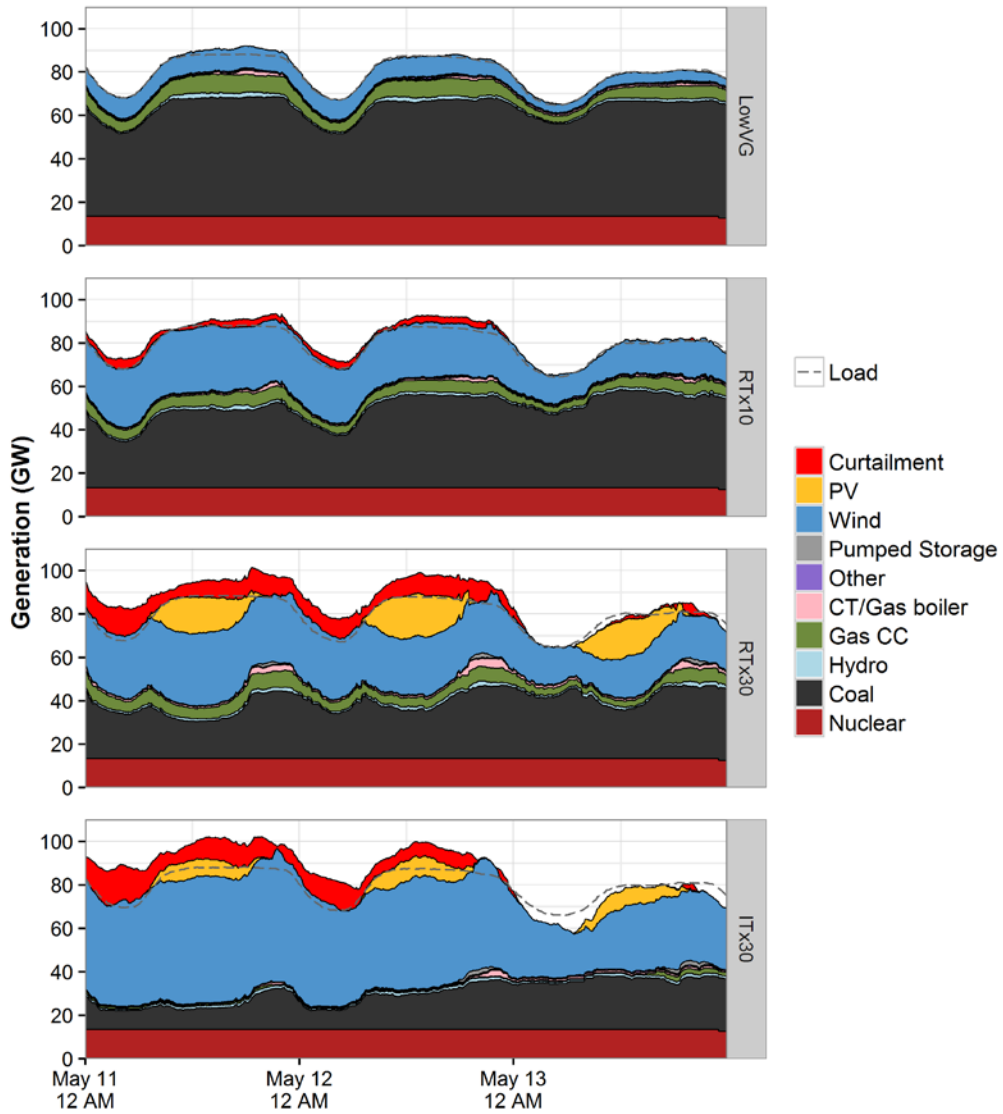 100
80
60
40
20
0
LowVG
100
80
60
40
20
0
RTx10
100
80
60
40
20
0
RTx30
100
80
60
40
20
0
ITx30
Generation (GW)
May 11
12 AM
May 12
12 AM
May 13
12 AM
Load
Curtailment
PV
Wind
Pumped Storage
Other
CT/Gas boiler
Gas CC
Hydro
Coal
Nuclear